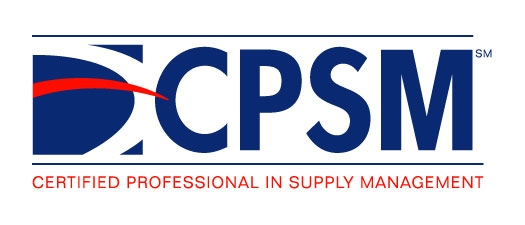 CPSM℠
CERTIFIED PROFESSIONAL IN SUPPLY MANAGEMENT